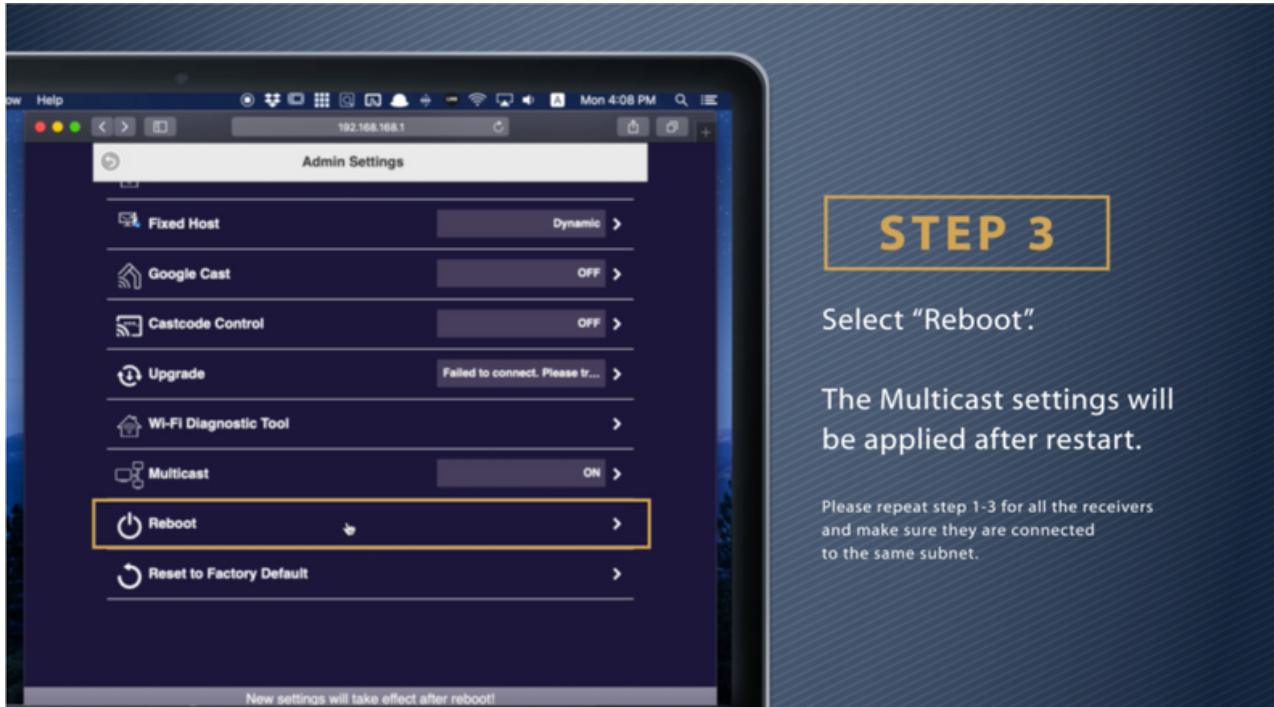 ow Help
Mon 4:08 PM
192.168.168.1
Admin Settings
Fixed Host Dynamic
Google Cast OFF
Castcode Control OFF
Upgrade Failed to connect. Please tr...
Wi-Fi Diagnostic Tool
Multicast ON
Reboot
Reset to Factory Default
New settings will take effect after reboot!
STEP 3
Select “Reboot”.
The Multicast settings will
be applied after restart.
Please repeat step 1-3 for all the receivers
and make sure they are connected
to the same subnet.